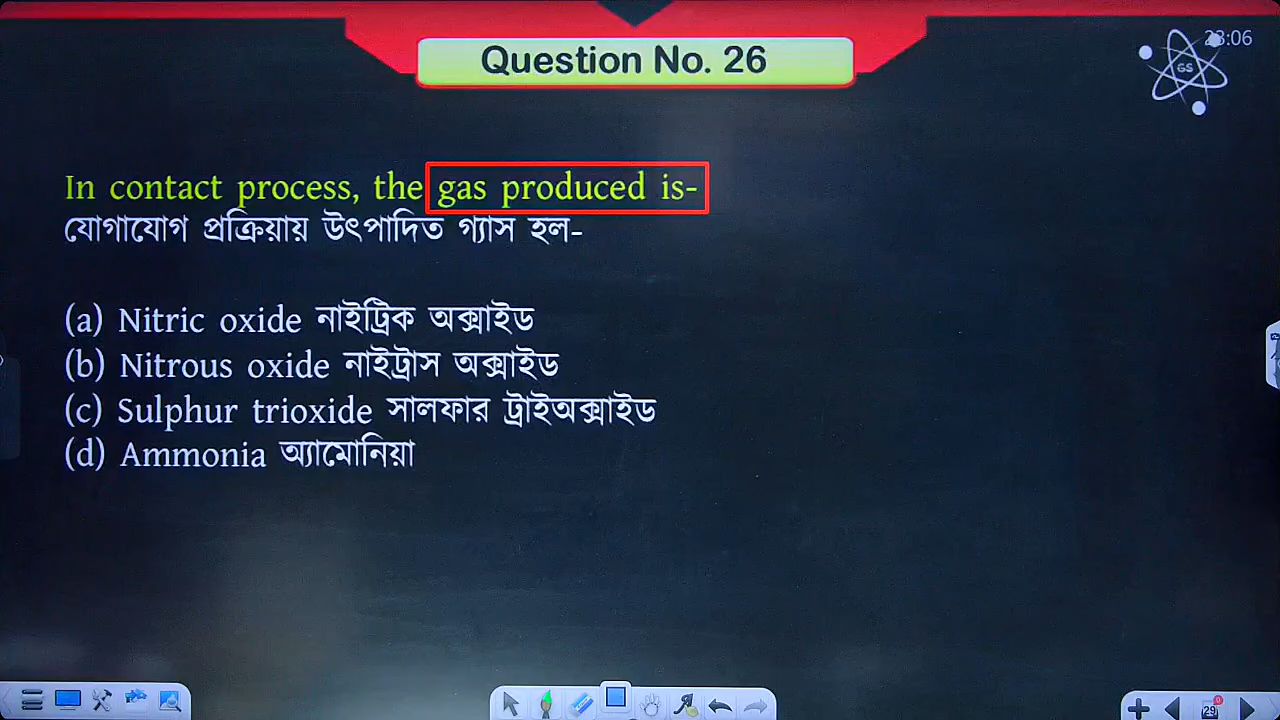 Question No. 26
23:06
GS
In contact process, the gas produced is-
যোগাযোগ প্রক্রিয়ায় উৎপাদিত গ্যাস হল-
(a) Nitric oxide নাইট্রিক অক্সাইড
(b) Nitrous oxide নাইট্রাস অক্সাইড
(c) Sulphur trioxide সালফার ট্রাইঅক্সাইড
(d) Ammonia অ্যামোনিয়া
29